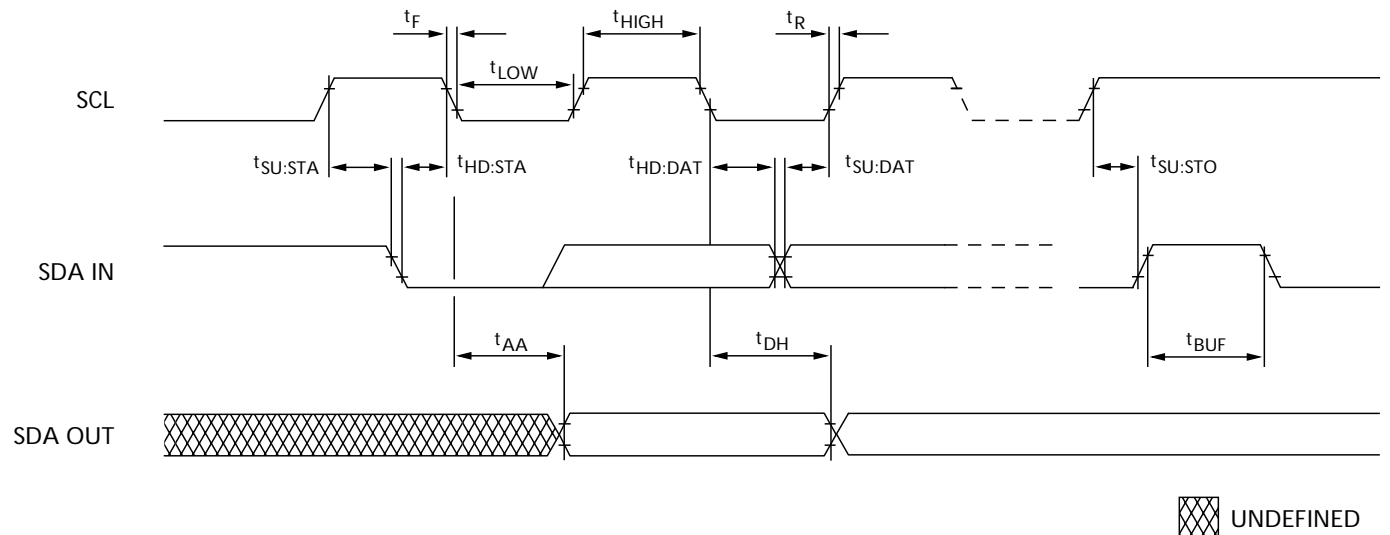 tF
tHIGH
tR
tLOW
SCL
tSU:STA
tHD:STA
tHD:DAT
tSU:DAT
tSU:STO
SDA IN
tAA
tDH
tBUF
SDA OUT
UNDEFINED